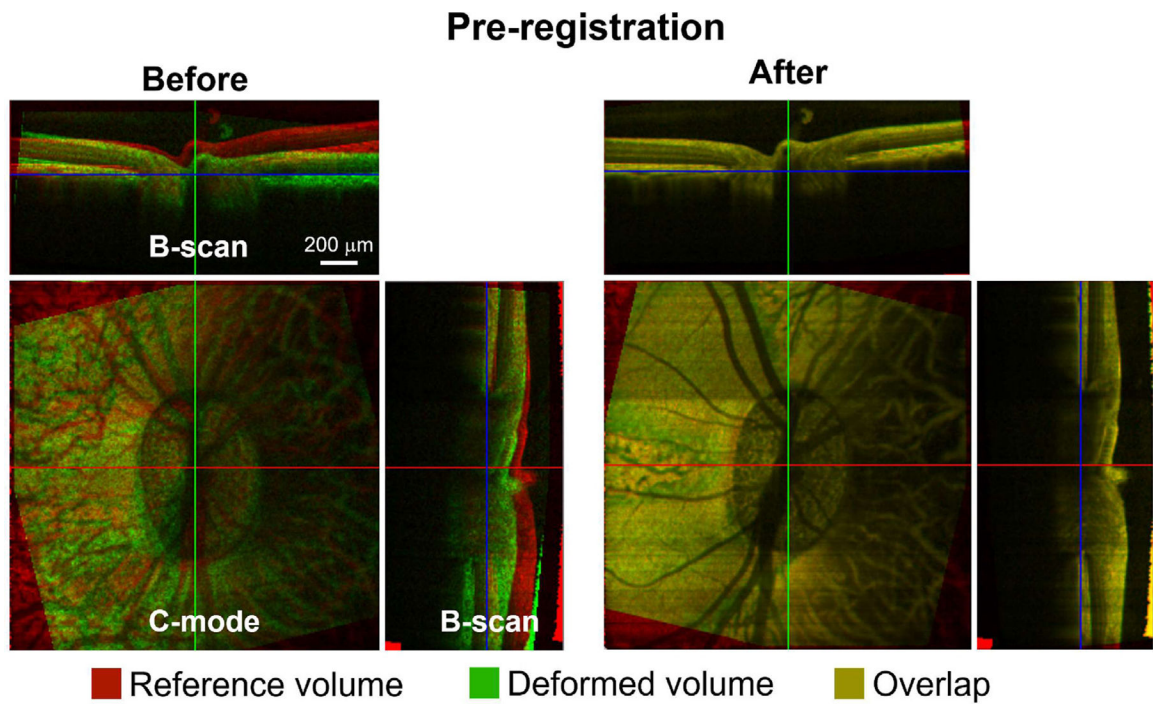 Pre-registration
Before
After
B-scan
200 μm
C-mode
B-scan
Reference volume
Deformed volume
Overlap